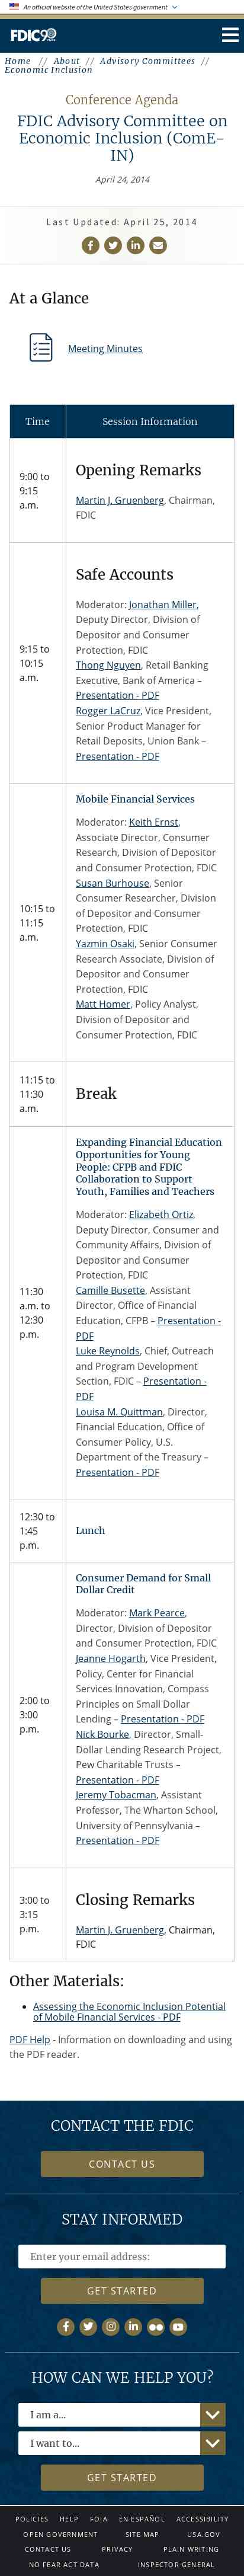 An official website of the United States government
FDIC 90
Home // About // Advisory Committees //
Economic Inclusion
Conference Agenda
FDIC Advisory Committee on
Economic Inclusion (ComE-
IN)
April 24, 2014
Last Updated: April 25, 2014
At a Glance
Meeting Minutes
Time
Session Information
9:00 to
9:15
a.m.
Opening Remarks
Martin J. Gruenberg, Chairman,
FDIC
9:15 to
10:15
a.m.
Safe Accounts
Moderator: Jonathan Miller,
Deputy Director, Division of
Depositor and Consumer
Protection, FDIC
Thong Nguyen, Retail Banking
Executive, Bank of America –
Presentation - PDF
Rogger LaCruz, Vice President,
Senior Product Manager for
Retail Deposits, Union Bank –
Presentation - PDF
10:15 to
11:15
a.m.
Mobile Financial Services
Moderator: Keith Ernst,
Associate Director, Consumer
Research, Division of Depositor
and Consumer Protection, FDIC
Susan Burhouse, Senior
Consumer Researcher, Division
of Depositor and Consumer
Protection, FDIC
Yazmin Osaki, Senior Consumer
Research Associate, Division of
Depositor and Consumer
Protection, FDIC
Matt Homer, Policy Analyst,
Division of Depositor and
Consumer Protection, FDIC
11:15 to
11:30
a.m.
Break
11:30
a.m. to
12:30
p.m.
Expanding Financial Education
Opportunities for Young
People: CFPB and FDIC
Collaboration to Support
Youth, Families and Teachers
Moderator: Elizabeth Ortiz,
Deputy Director, Consumer and
Community Affairs, Division of
Depositor and Consumer
Protection, FDIC
Camille Busette, Assistant
Director, Office of Financial
Education, CFPB – Presentation -
PDF
Luke Reynolds, Chief, Outreach
and Program Development
Section, FDIC – Presentation -
PDF
Louisa M. Quittman, Director,
Financial Education, Office of
Consumer Policy, U.S.
Department of the Treasury –
Presentation - PDF
12:30 to
1:45
p.m.
Lunch
2:00 to
3:00
p.m.
Consumer Demand for Small
Dollar Credit
Moderator: Mark Pearce,
Director, Division of Depositor
and Consumer Protection, FDIC
Jeanne Hogarth, Vice President,
Policy, Center for Financial
Services Innovation, Compass
Principles on Small Dollar
Lending – Presentation - PDF
Nick Bourke, Director, Small-
Dollar Lending Research Project,
Pew Charitable Trusts –
Presentation - PDF
Jeremy Tobacman, Assistant
Professor, The Wharton School,
University of Pennsylvania –
Presentation - PDF
3:00 to
3:15
p.m.
Closing Remarks
Martin J. Gruenberg, Chairman,
FDIC
Other Materials:
Assessing the Economic Inclusion Potential
of Mobile Financial Services - PDF
PDF Help - Information on downloading and using
the PDF reader.
CONTACT THE FDIC
CONTACT US
STAY INFORMED
Enter your email address:
GET STARTED
HOW CAN WE HELP YOU?
I am a...
I want to...
GET STARTED
POLICIES HELP FOIA EN ESPAÑOL ACCESSIBILITY
OPEN GOVERNMENT SITE MAP USA.GOV
CONTACT US PRIVACY PLAIN WRITING
NO FEAR ACT DATA INSPECTOR GENERAL